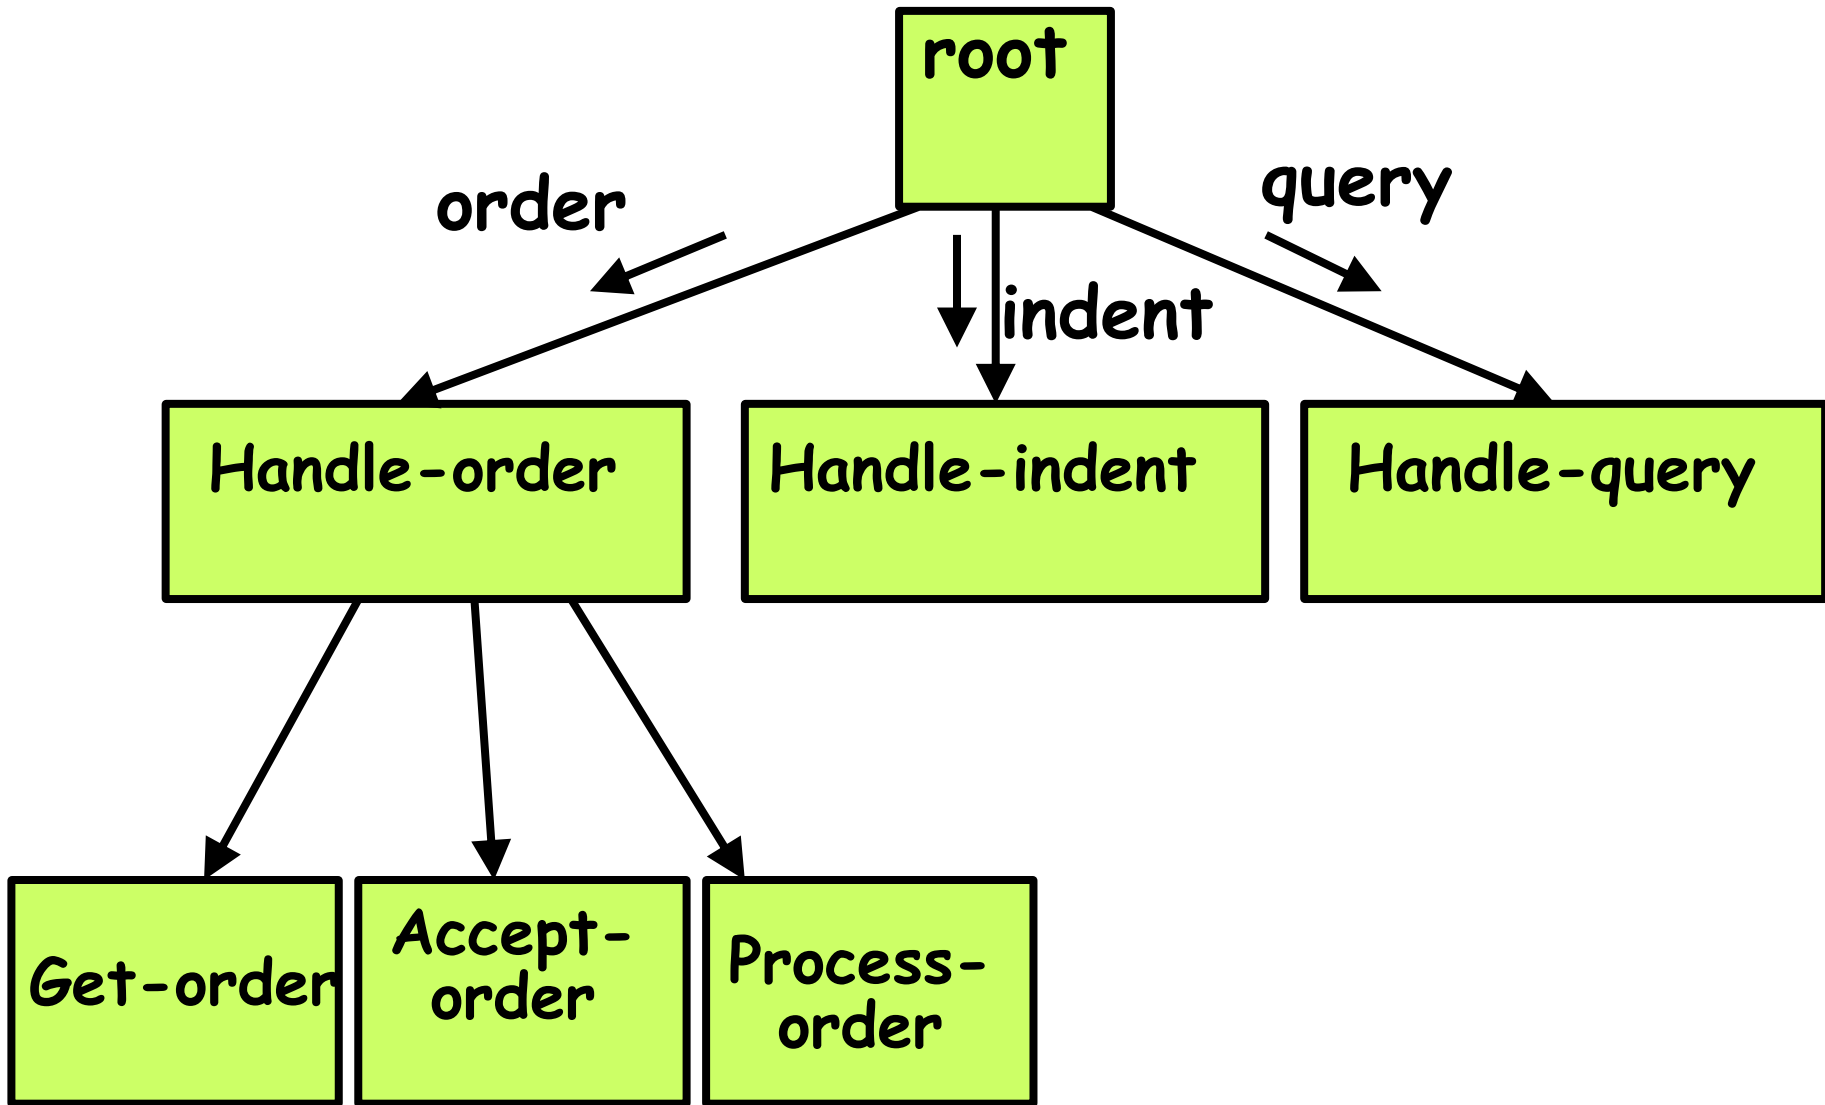 root
order
query
indent
Handle-order
Handle-indent
Handle-query
Get-order
Accept-
order
Process-
order